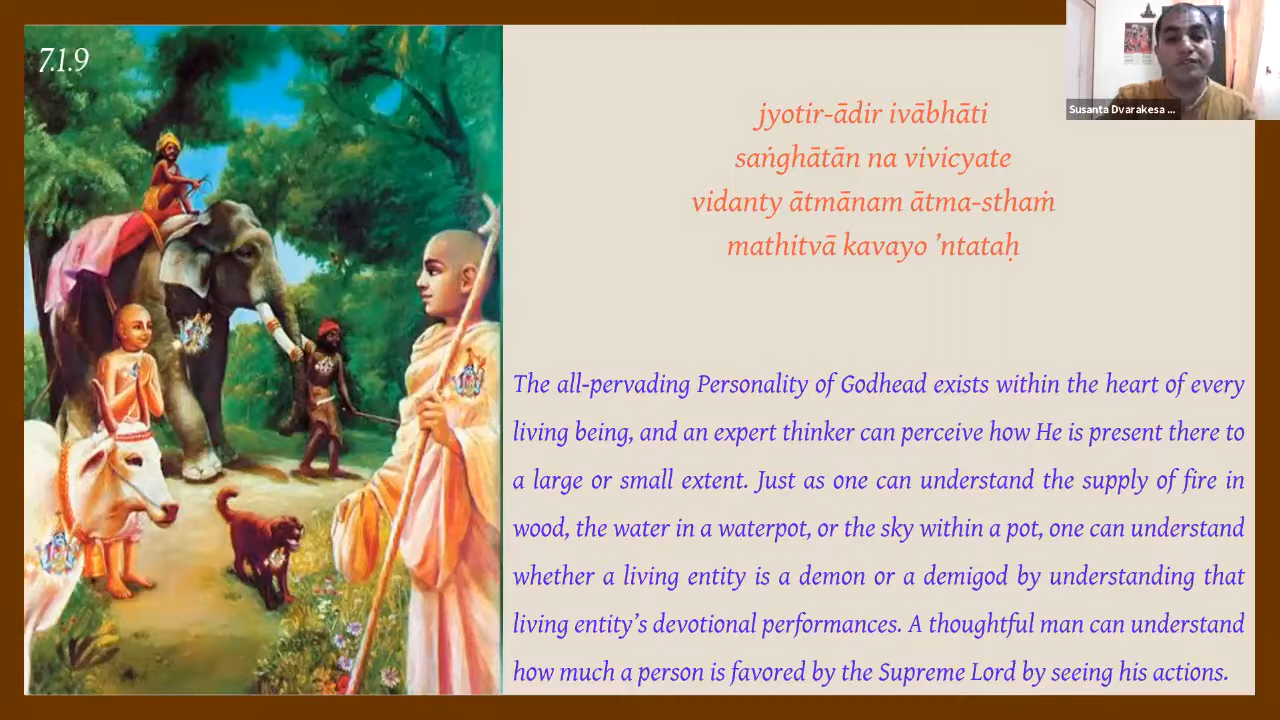 7.1.9
Susanta Dvarakesa ...
jyotir-ādir ivābhāti
saṅghātān na vivicyate
vidanty ātmānam ātma-sthaṁ
mathitvā kavayo ’ntataḥ
The all-pervading Personality of Godhead exists within the heart of every
living being, and an expert thinker can perceive how He is present there to
a large or small extent. Just as one can understand the supply of fire in
wood, the water in a waterpot, or the sky within a pot, one can understand
whether a living entity is a demon or a demigod by understanding that
living entity’s devotional performances. A thoughtful man can understand
how much a person is favored by the Supreme Lord by seeing his actions.